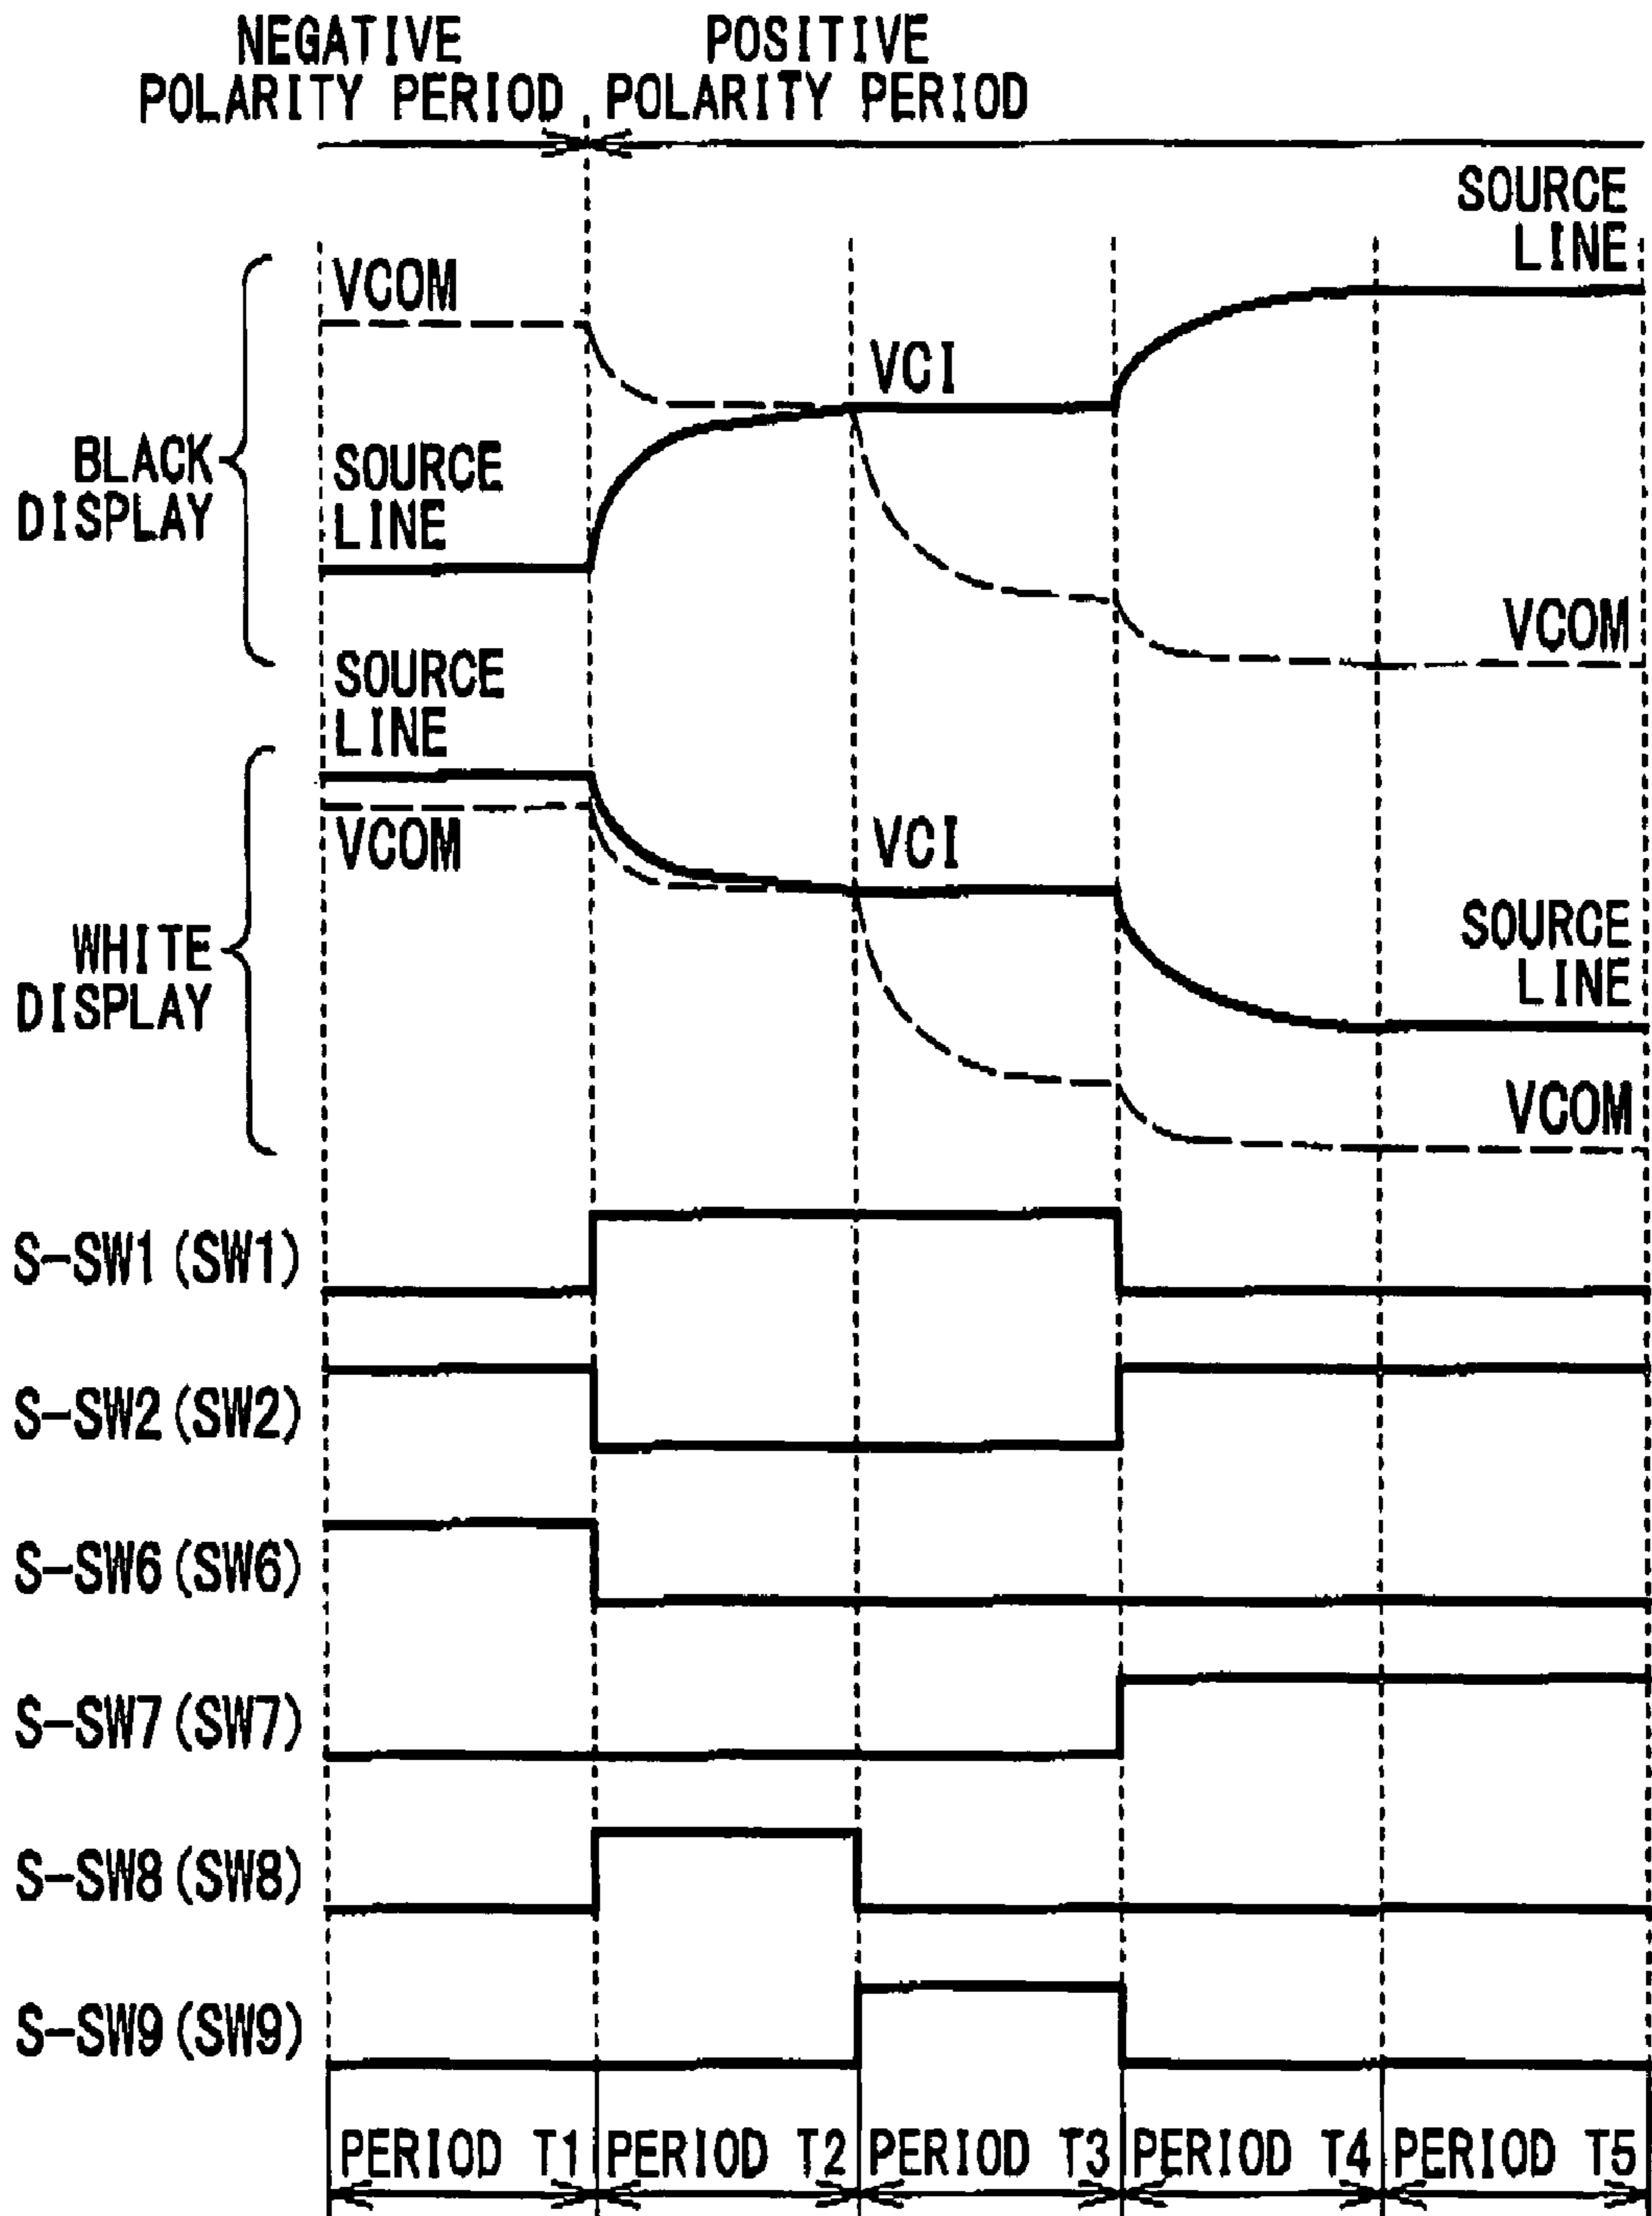 NEGATIVE
POLARITY PERIOD
POSITIVE
POLARITY PERIOD
SOURCE
LINE
VCOM
VCI
BLACK
DISPLAY
SOURCE
LINE
VCOM
SOURCE
LINE
VCOM
VCI
WHITE
DISPLAY
SOURCE
LINE
VCOM
S-SW1(SW1)
S-SW2(SW2)
S-SW6(SW6)
S-SW7(SW7)
S-SW8(SW8)
S-SW9(SW9)
PERIOD T1
PERIOD T2
PERIOD T3
PERIOD T4
PERIOD T5